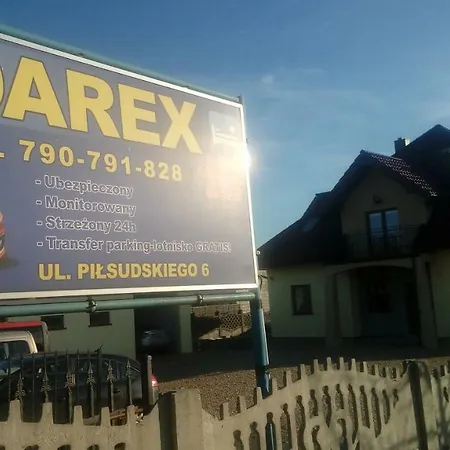 DAREX
790-791-828
- Ubezpieczony
- Monitorowany
- Strzeżony 24h
- Transfer parking-lotnisko GRATIS!
UL. PIŁSUDSKIEGO 6